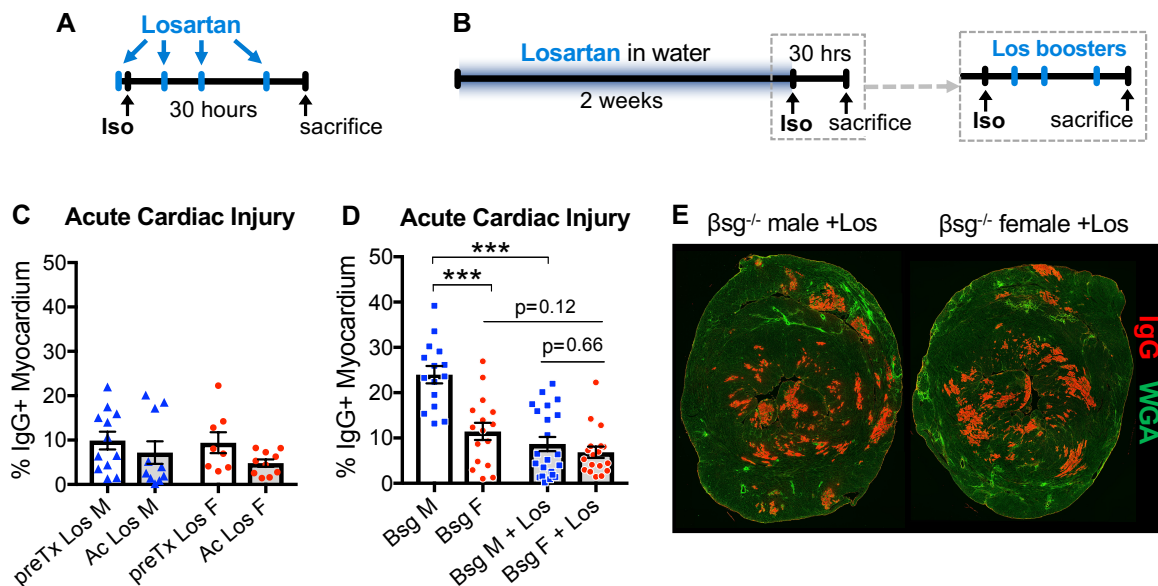 A
Losartan
30 hours
Iso
sacrifice
B
Losartan in water
30 hrs
2 weeks
Iso
sacrifice
Los boosters
Iso
sacrifice
C
Acute Cardiac Injury
% IgG+ Myocardium
50
40
30
20
10
0
preTx Los M
Ac Los M
preTx Los F
Ac Los F
D
Acute Cardiac Injury
% IgG+ Myocardium
50
40
30
20
10
0
***
***
p=0.12
p=0.66
Bsg M
Bsg F
Bsg M + Los
Bsg F + Los
E
βsg-/- male +Los
βsg-/- female +Los
IgG WGA